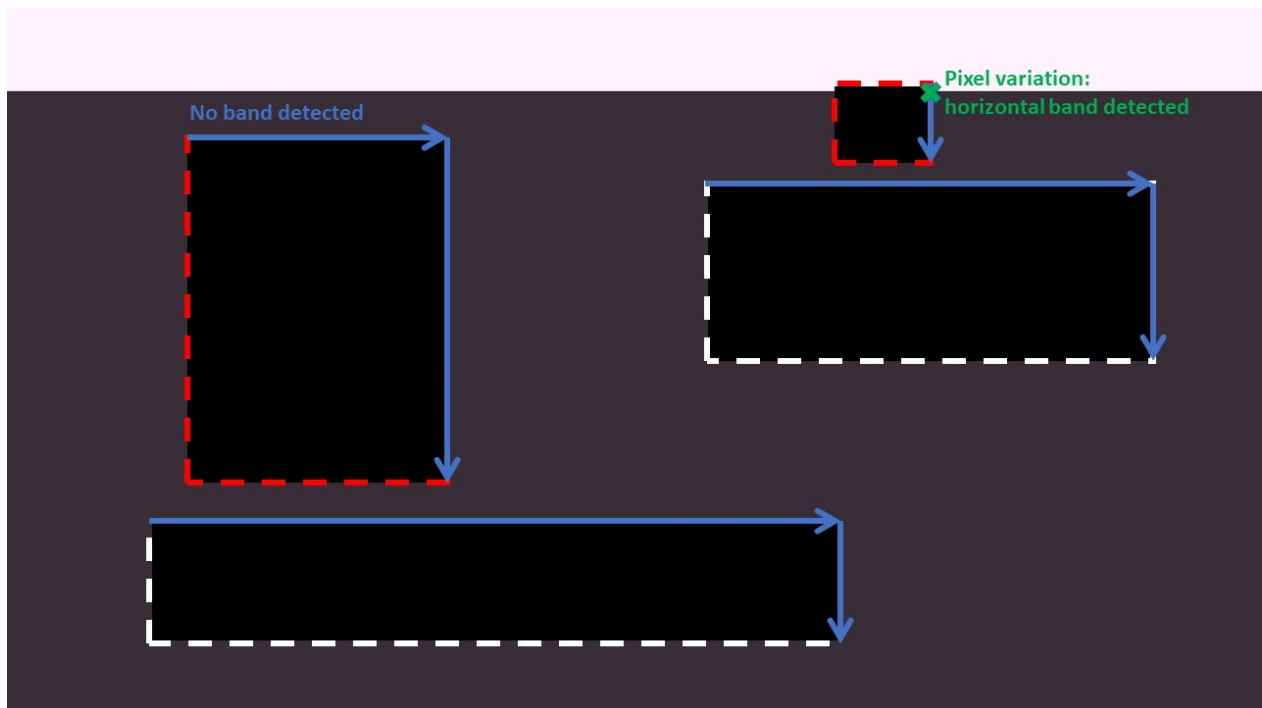 Pixel variation:
horizontal band detected
No band detected